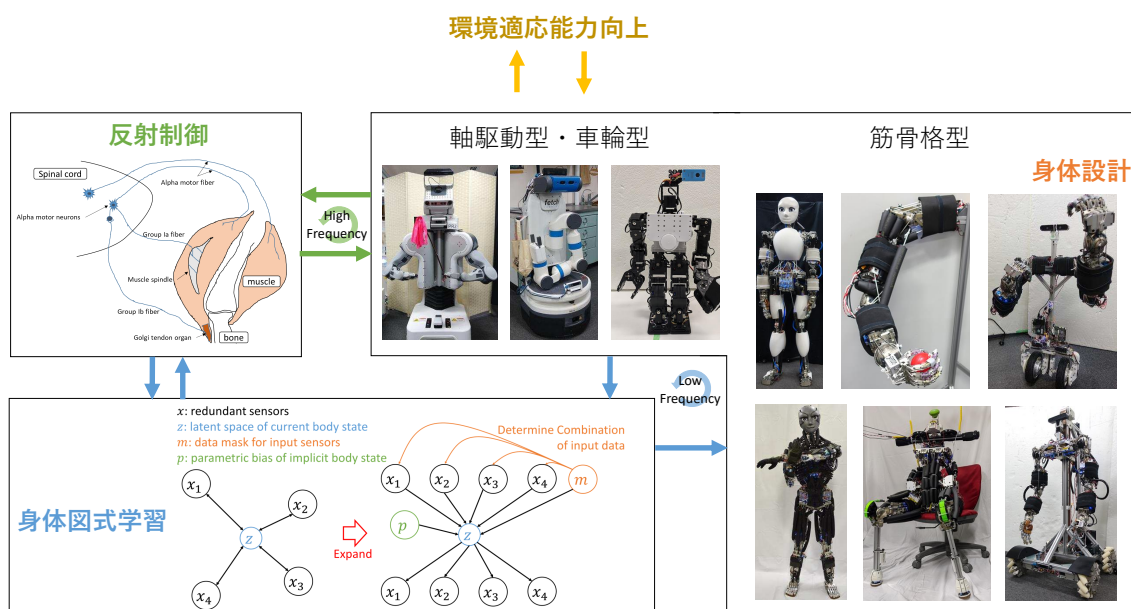 環境適応能力向上
反射制御
Spinal cord
Alpha motor fiber
Alpha motor neurons
Group Ia fiber
Muscle spindle
muscle
Group Ib fiber
bone
Golgi tendon organ
High
Frequency
軸駆動型・車輪型
筋骨格型
身体設計
fetch
Low
Frequency
x: redundant sensors
z: latent space of current body state
m: data mask for input sensors
p: parametric bias of implicit body state
Determine Combination
of input data
身体図式学習
x₁
x₂
z
x₃
x₄
Expand
x₁ x₂ x₃ x₄ m
p
z
x₁ x₂ x₃ x₄